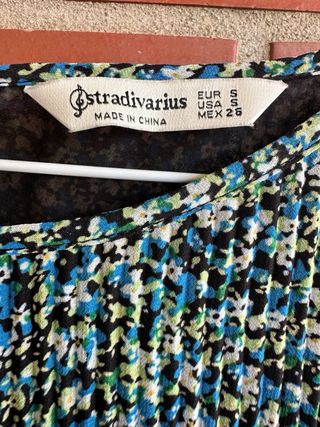 stradivarius
MADE IN CHINA
EUR S
USA S
MEX 26